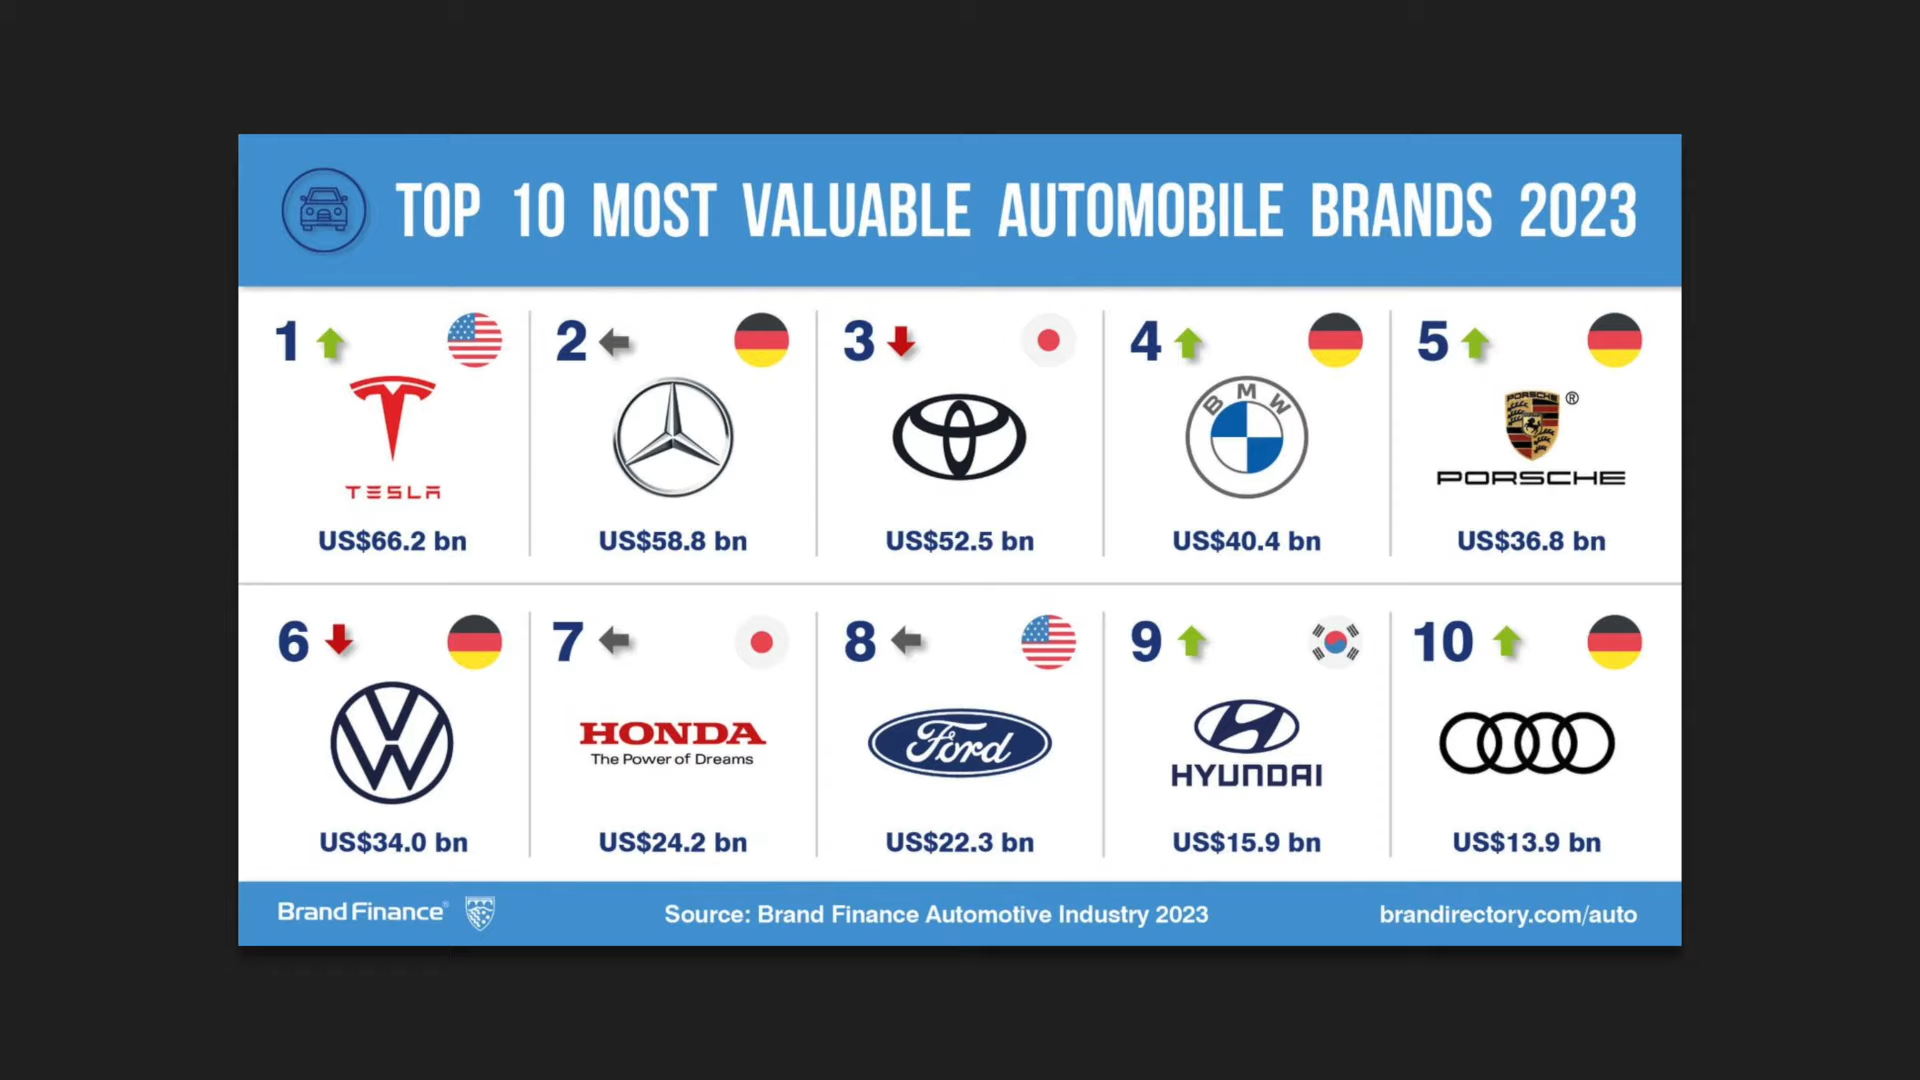 TOP 10 MOST VALUABLE AUTOMOBILE BRANDS 2023
1
TESLA
US$66.2 bn
2
US$58.8 bn
3
US$52.5 bn
4
BMW
US$40.4 bn
5
PORSCHE
®
PORSCHE
US$36.8 bn
6
US$34.0 bn
7
HONDA
The Power of Dreams
US$24.2 bn
8
Ford
US$22.3 bn
9
HYUNDAI
US$15.9 bn
10
US$13.9 bn
Brand Finance®
Source: Brand Finance Automotive Industry 2023
brandirectory.com/auto